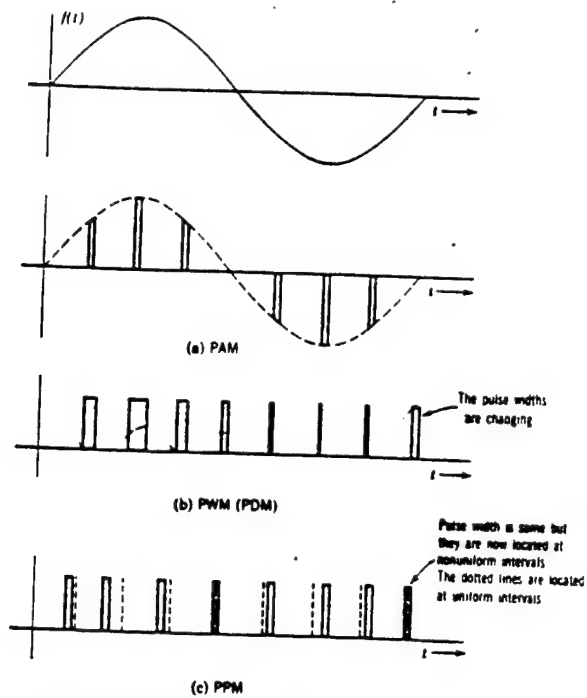 f(t)
t
t
(a) PAM
The pulse widths
are changing
t
(b) PWM (PDM)
Pulse width is same but
they are now located at
nonuniform intervals
The dotted lines are located
at uniform intervals
t
(c) PPM